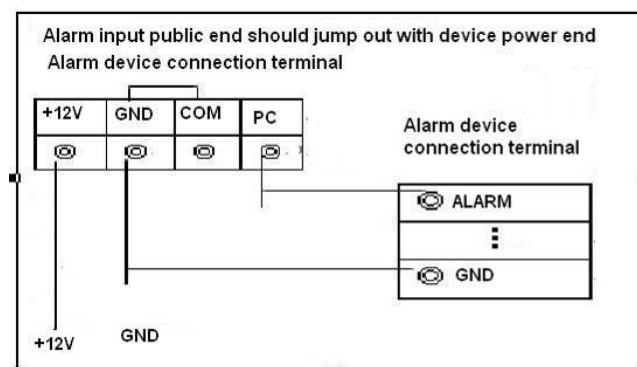 Alarm input public end should jump out with device power end
Alarm device connection terminal
+12V GND COM PC
Alarm device
connection terminal
ALARM
GND
+12V GND